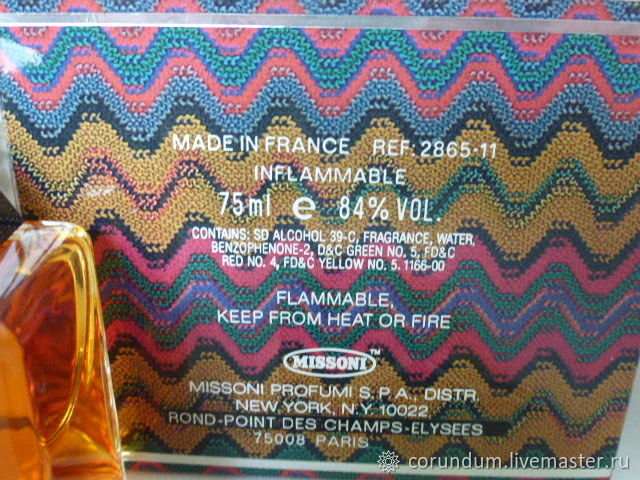 MADE IN FRANCE REF: 2865-11
INFLAMMABLE
75ml e 84% VOL.
CONTAINS: SD ALCOHOL 39-C, FRAGRANCE, WATER,
BENZOPHENONE-2, D&C GREEN NO. 5, FD&C
RED NO. 4, FD&C YELLOW NO. 5. 1166-00
FLAMMABLE,
KEEP FROM HEAT OR FIRE
MISSONI™
MISSONI PROFUMI S.P.A., DISTR.
NEW YORK, N.Y. 10022
ROND-POINT DES CHAMPS-ELYSEES
75008 PARIS
corundum.livemaster.ru